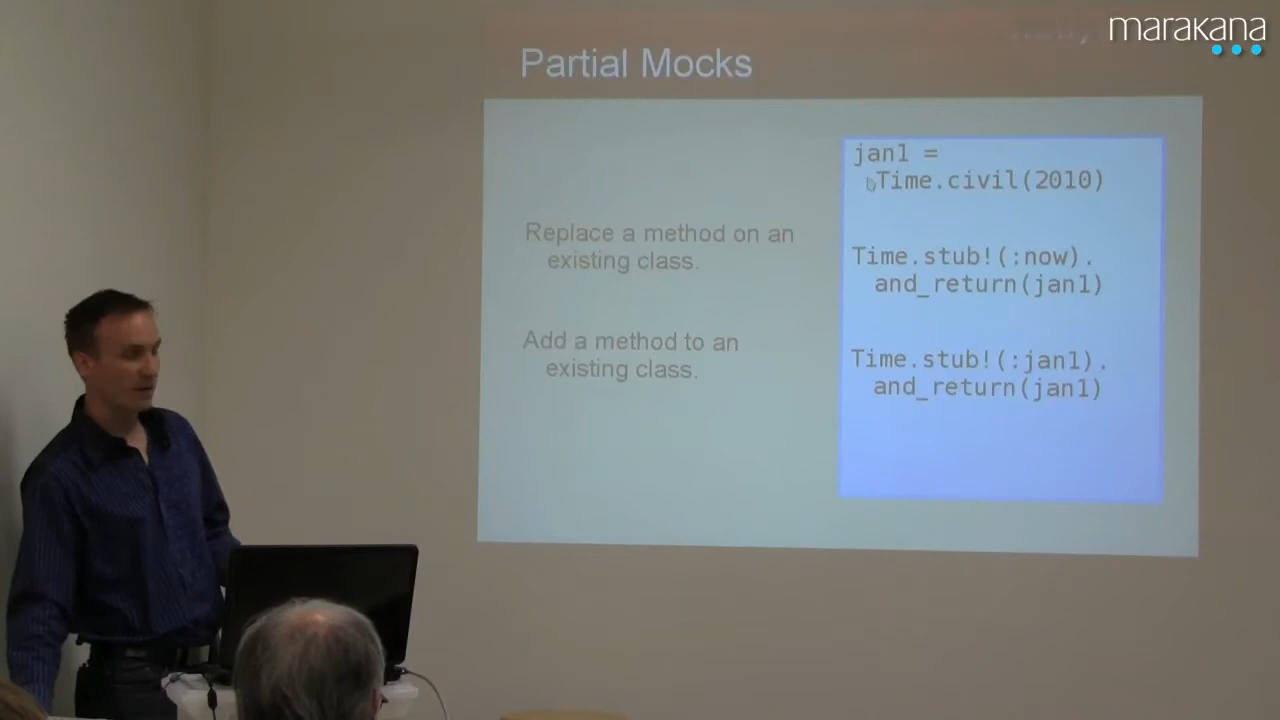 marakana
Partial Mocks
Replace a method on an
existing class.
Add a method to an
existing class.
jan1 =
Time.civil(2010)
Time.stub!(:now).
and_return(jan1)
Time.stub!(:jan1).
and_return(jan1)